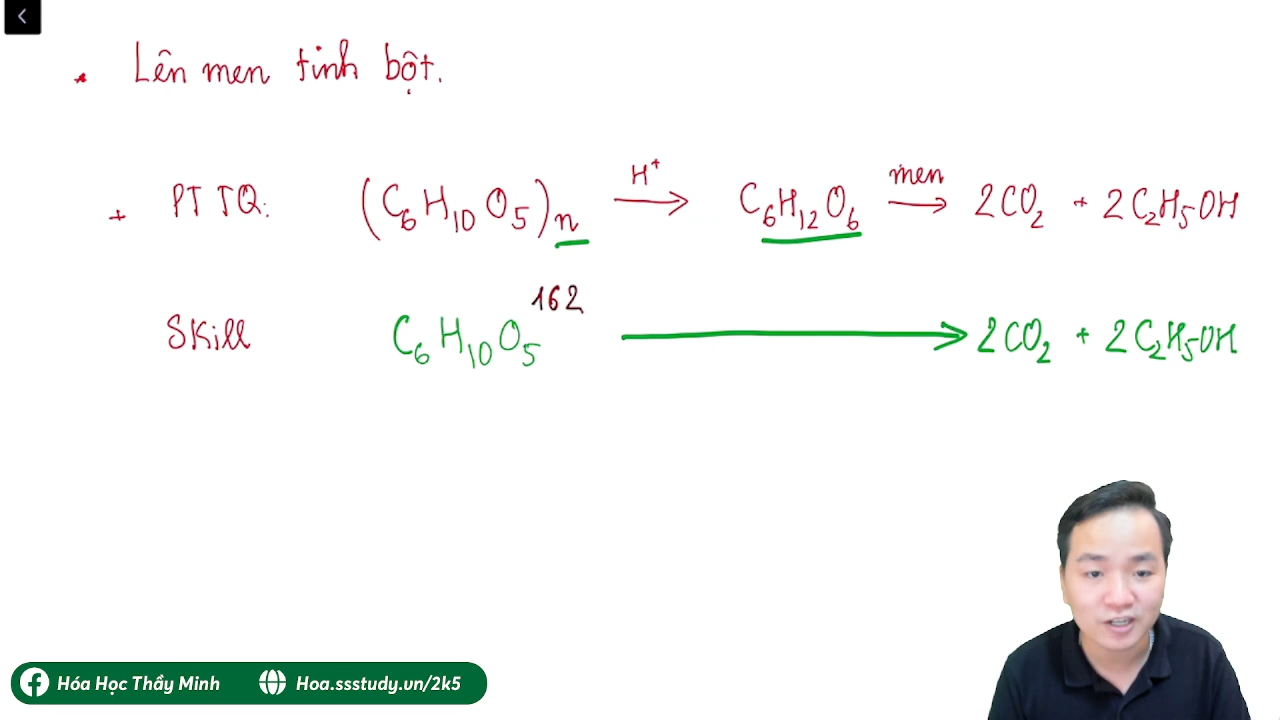 Lên men tinh bột.
+ PT TQ: (C₆H₁₀O₅)n H⁺→ C₆H₁₂O₆ men→ 2CO₂ + 2C₂H₅OH
Skill C₆H₁₀O₅ 162 → 2CO₂ + 2C₂H₅OH
Hóa Học Thầy Minh Hoa.ssstudy.vn/2k5